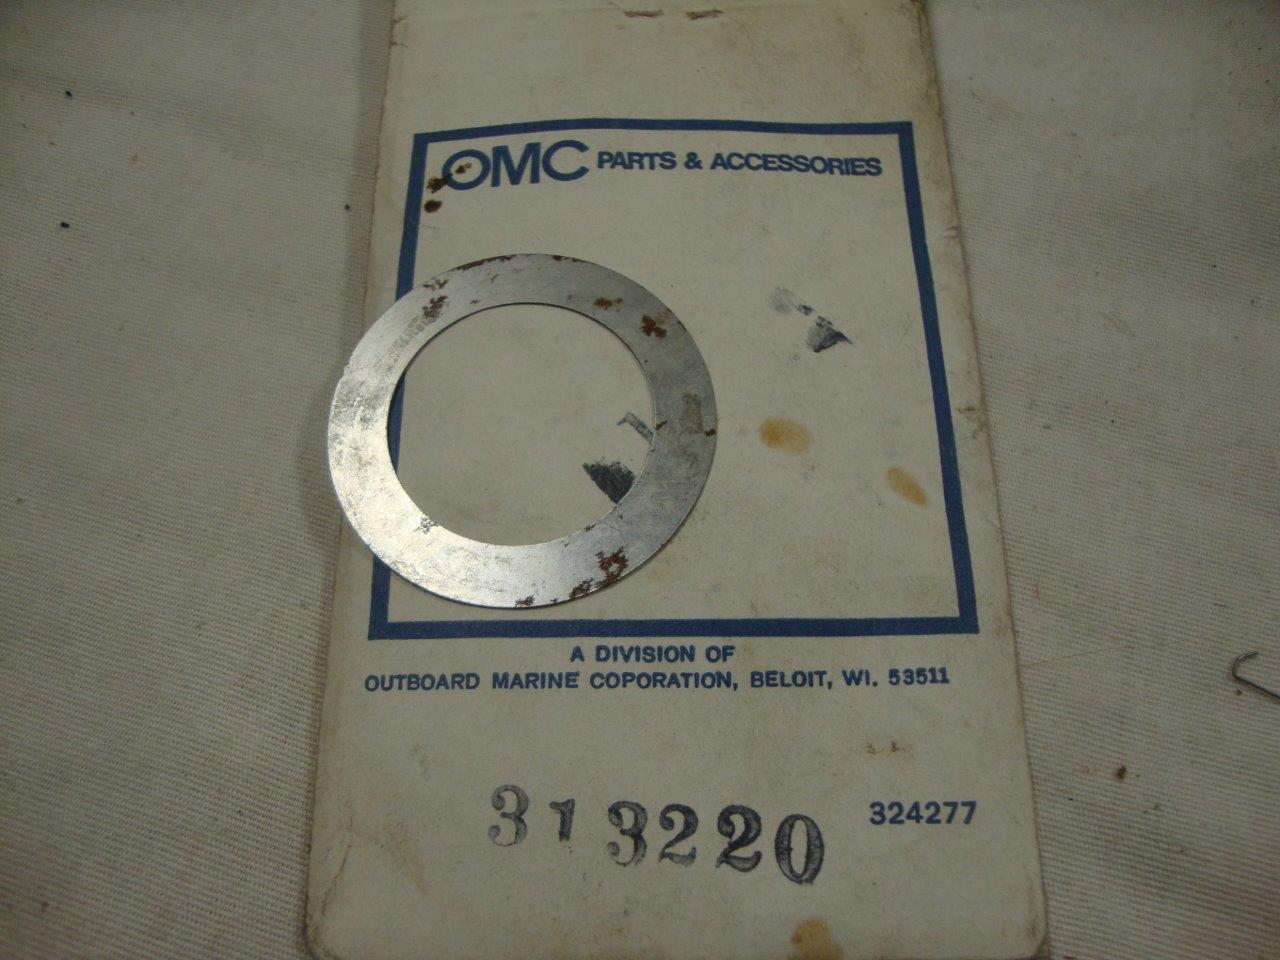 OMC PARTS & ACCESSORIES
A DIVISION OF
OUTBOARD MARINE COPORATION, BELOIT, WI. 53511
313220
324277